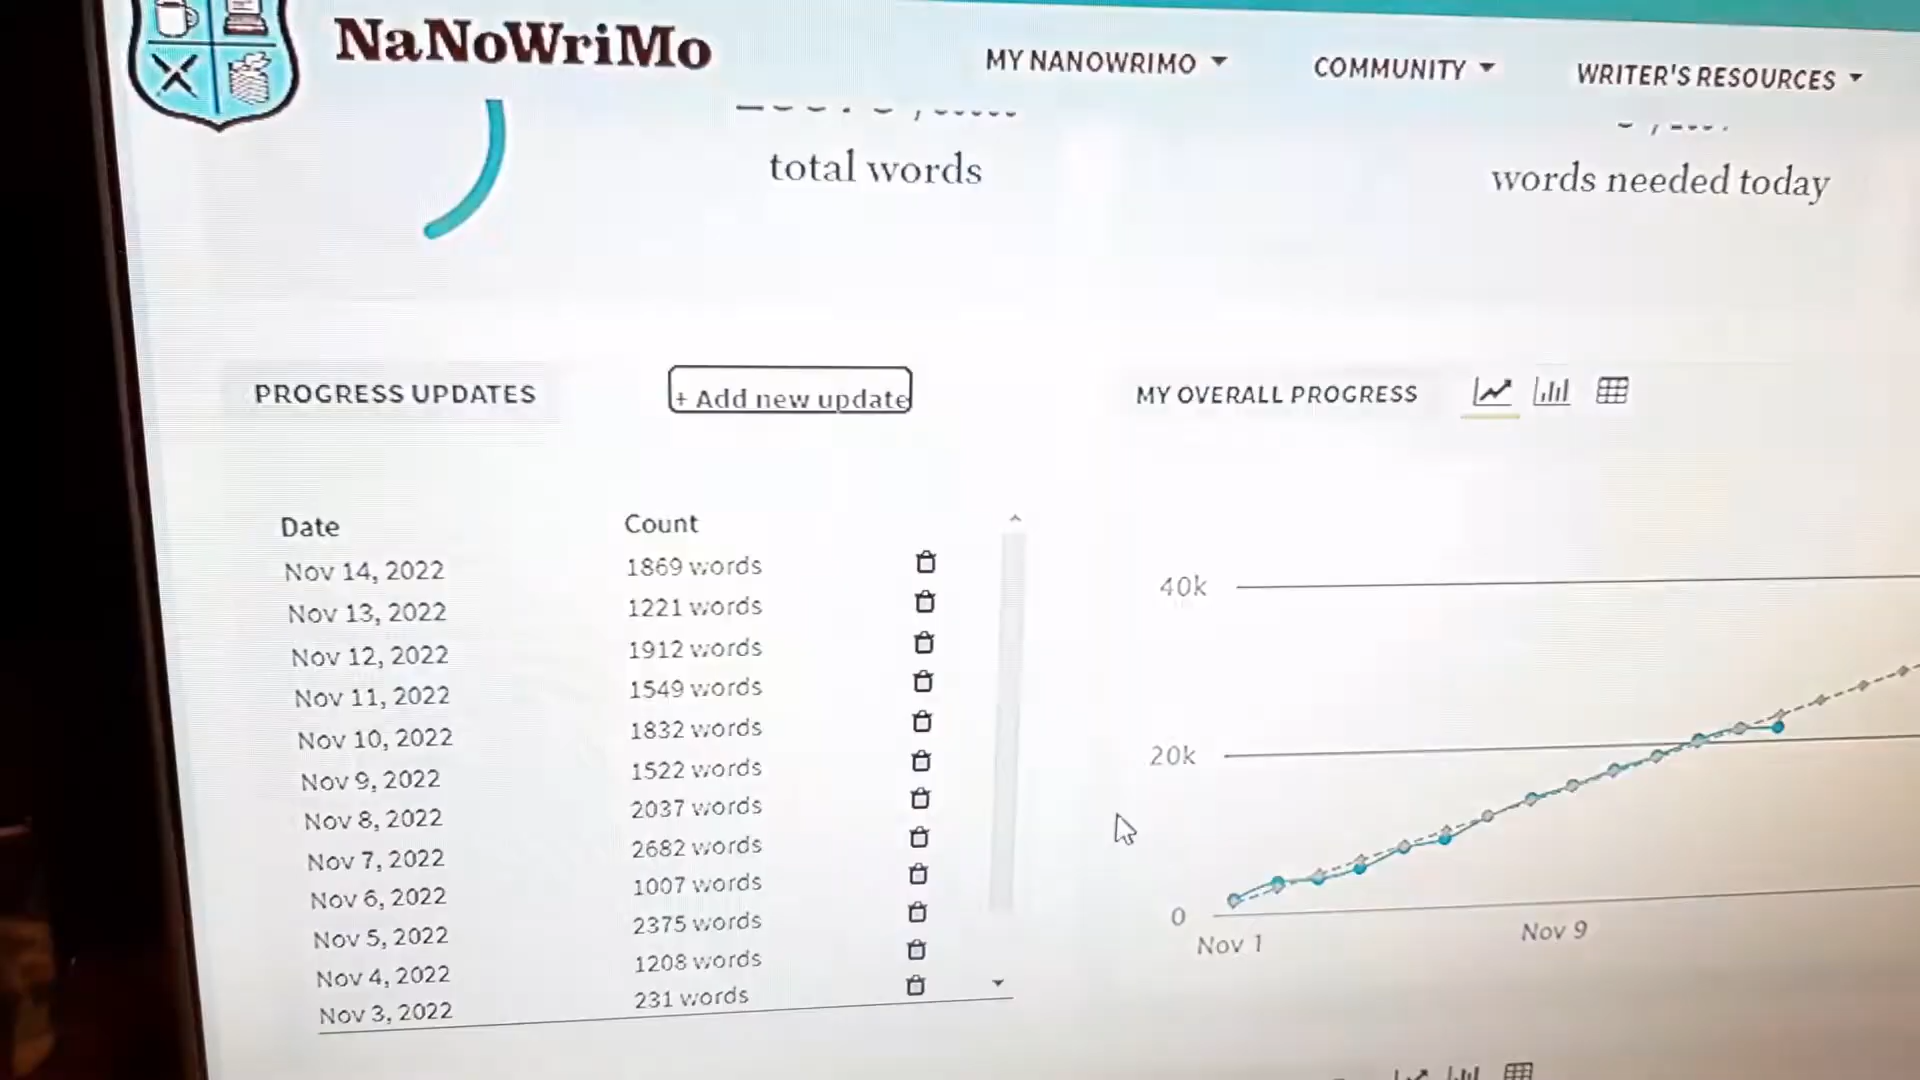 NaNoWriMo
MY NANOWRIMO
COMMUNITY
WRITER'S RESOURCES
total words
words needed today
PROGRESS UPDATES
+ Add new update
MY OVERALL PROGRESS
Date Count
Nov 14, 2022 1869 words
Nov 13, 2022 1221 words
Nov 12, 2022 1912 words
Nov 11, 2022 1549 words
Nov 10, 2022 1832 words
Nov 9, 2022 1522 words
Nov 8, 2022 2037 words
Nov 7, 2022 2682 words
Nov 6, 2022 1007 words
Nov 5, 2022 2375 words
Nov 4, 2022 1208 words
Nov 3, 2022 231 words
40k
20k
0
Nov 1
Nov 9